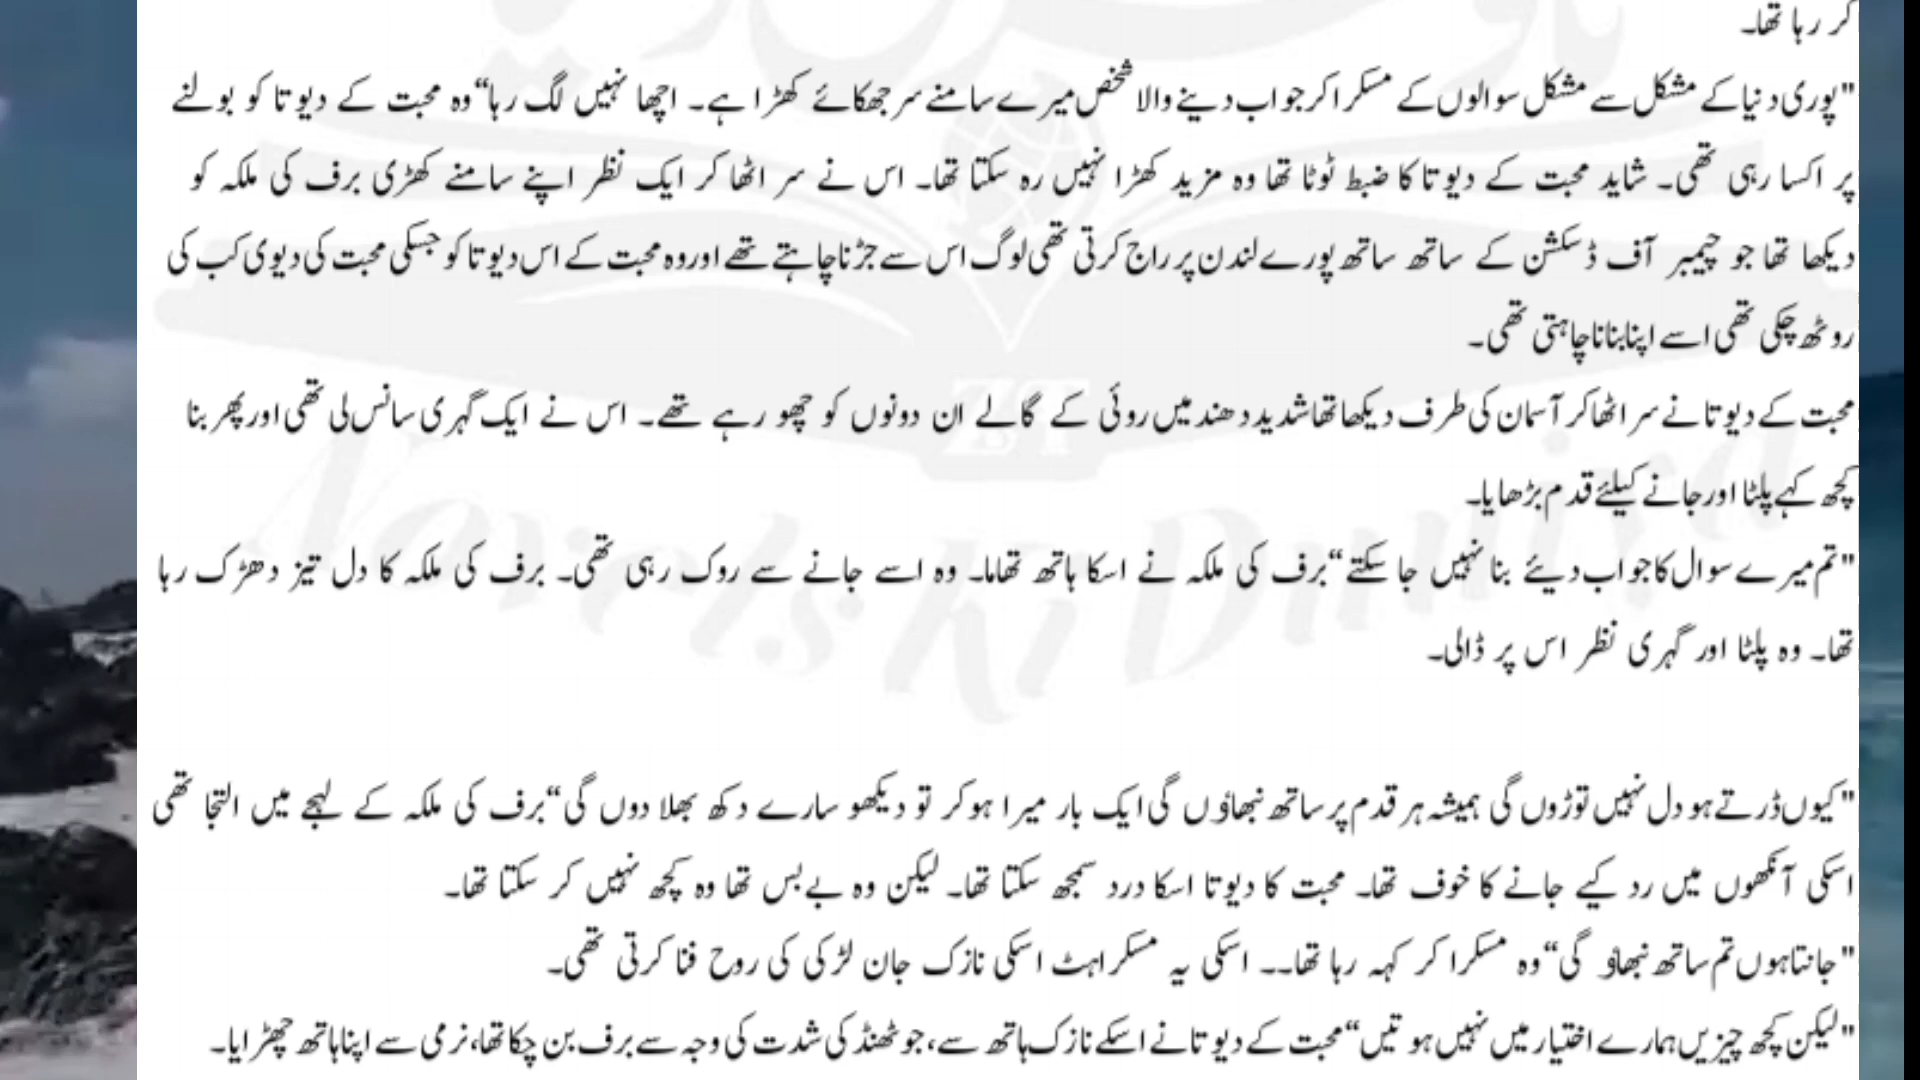 کر رہا تھا۔
"پوری دنیا کے مشکل سے مشکل سوالوں کے مسکرا کر جواب دینے والا شخص میرے سامنے سر جھکائے کھڑا ہے۔ اچھا نہیں لگ رہا“ وہ محبت کے دیوتا کو بولنے
پر اکسا رہی تھی۔ شاید محبت کے دیوتا کا ضبط ٹوٹا تھا وہ مزید کھڑا نہیں رہ سکتا تھا۔ اس نے سر اٹھا کر ایک نظر اپنے سامنے کھڑی برف کی ملکہ کو
دیکھا تھا جو چیمبر آف ڈسکشن کے ساتھ ساتھ پورے لندن پر راج کرتی تھی لوگ اس سے جڑنا چاہتے تھے اور وہ محبت کے اس دیوتا کو جسکی محبت کی دیوی کب کی
روٹھ چکی تھی اسے اپنا بنانا چاہتی تھی۔
محبت کے دیوتا نے سر اٹھا کر آسمان کی طرف دیکھا تھا شدید دھند میں روئی کے گالے ان دونوں کو چھو رہے تھے۔ اس نے ایک گہری سانس لی تھی اور پھر بنا
کچھ کہے پلٹا اور جانے کیلئے قدم بڑھایا۔
"تم میرے سوال کا جواب دیئے بنا نہیں جا سکتے“ برف کی ملکہ نے اسکا ہاتھ تھاما۔ وہ اسے جانے سے روک رہی تھی۔ برف کی ملکہ کا دل تیز دھڑک رہا
تھا۔ وہ پلٹا اور گہری نظر اس پر ڈالی۔
"کیوں ڈرتے ہو دل نہیں توڑوں گی ہمیشہ ہر قدم پر ساتھ نبھاؤں گی ایک بار میرا ہو کر تو دیکھو سارے دکھ بھلا دوں گی“ برف کی ملکہ کے لہجے میں التجا تھی
اسکی آنکھوں میں رد کیے جانے کا خوف تھا۔ محبت کا دیوتا اسکا درد سمجھ سکتا تھا۔ لیکن وہ بے بس تھا وہ کچھ نہیں کر سکتا تھا۔
"جانتا ہوں تم ساتھ نبھاؤ گی“ وہ مسکرا کر کہہ رہا تھا۔۔ اسکی یہ مسکراہٹ اسکی نازک جان لڑکی کی روح فنا کرتی تھی۔
"لیکن کچھ چیزیں ہمارے اختیار میں نہیں ہوتیں“ محبت کے دیوتا نے اسکے نازک ہاتھ سے، جو ٹھنڈ کی شدت کی وجہ سے برف بن چکا تھا، نرمی سے اپنا ہاتھ چھڑایا۔
ZT
Novels Ki Duniya